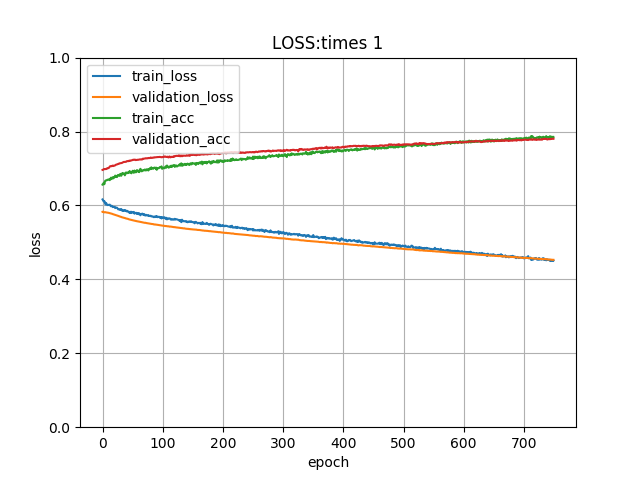 LOSS:times 1
1.0
0.8
0.6
0.4
0.2
0.0
loss
train_loss
validation_loss
train_acc
validation_acc
0 100 200 300 400 500 600 700
epoch